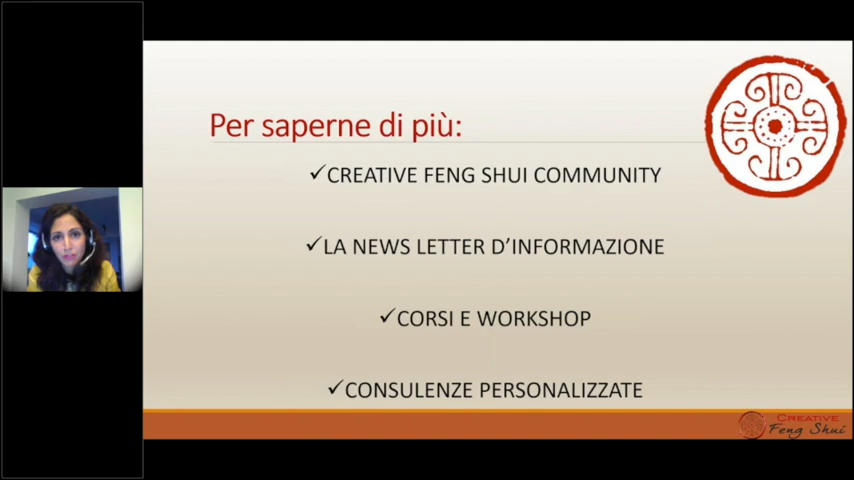 Per saperne di più:
✓CREATIVE FENG SHUI COMMUNITY
✓LA NEWS LETTER D’INFORMAZIONE
✓CORSI E WORKSHOP
✓CONSULENZE PERSONALIZZATE
CREATIVE
Feng Shui